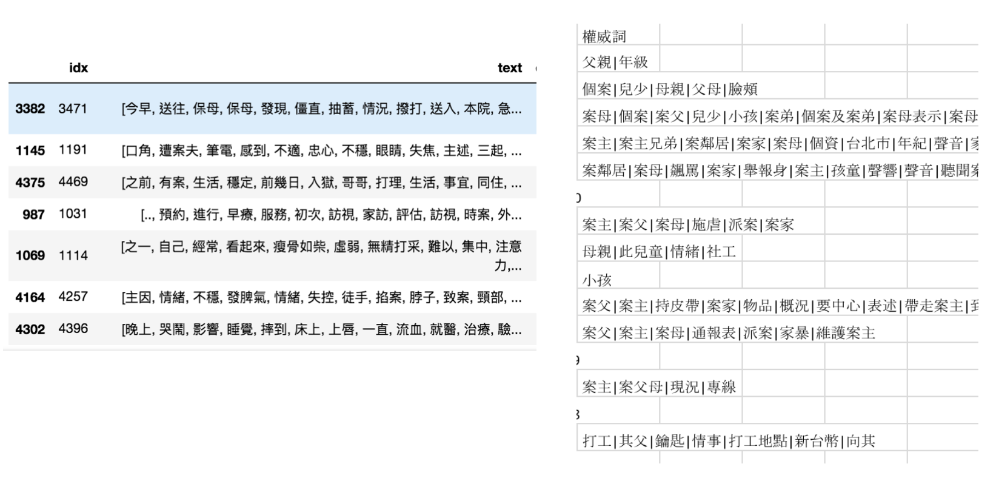 idx text
3382 3471 [今早, 送往, 保母, 保母, 發現, 僵直, 抽蓄, 情況, 撥打, 送入, 本院, 急...
1145 1191 [口角, 遭案夫, 筆電, 感到, 不適, 忠心, 不穩, 眼睛, 失焦, 主述, 三起, ...
4375 4469 [之前, 有案, 生活, 穩定, 前幾日, 入獄, 哥哥, 打理, 生活, 事宜, 同住, ...
987 1031 [.., 預約, 進行, 早療, 服務, 初次, 訪視, 家訪, 評估, 訪視, 時案, 外...
1069 1114 [之一, 自己, 經常, 看起來, 瘦骨如柴, 虛弱, 無精打采, 難以, 集中, 注意
力,...
4164 4257 [主因, 情緒, 不穩, 發脾氣, 情緒, 失控, 徒手, 掐案, 脖子, 致案, 頸部, ...
4302 4396 [晚上, 哭鬧, 影響, 睡覺, 摔到, 床上, 上唇, 一直, 流血, 就醫, 治療, 驗...
權威詞
父親|年級
個案|兒少|母親|父母|臉頰
案母|個案|案父|兒少|小孩|案弟|個案及案弟|案母表示|案母
案主|案主兄弟|案鄰居|案家|案母|個資|台北市|年紀|聲音|家
案鄰居|案母|飆罵|案家|舉報身|案主|孩童|聲響|聲音|聽聞案
0
案主|案父|案母|施虐|派案|案家
母親|此兒童|情緒|社工
小孩
案父|案主|持皮帶|案家|物品|概況|要中心|表述|帶走案主|到
案父|案主|案母|通報表|派案|家暴|維護案主
9
案主|案父母|現況|專線
3
打工|其父|鑰匙|情事|打工地點|新台幣|向其